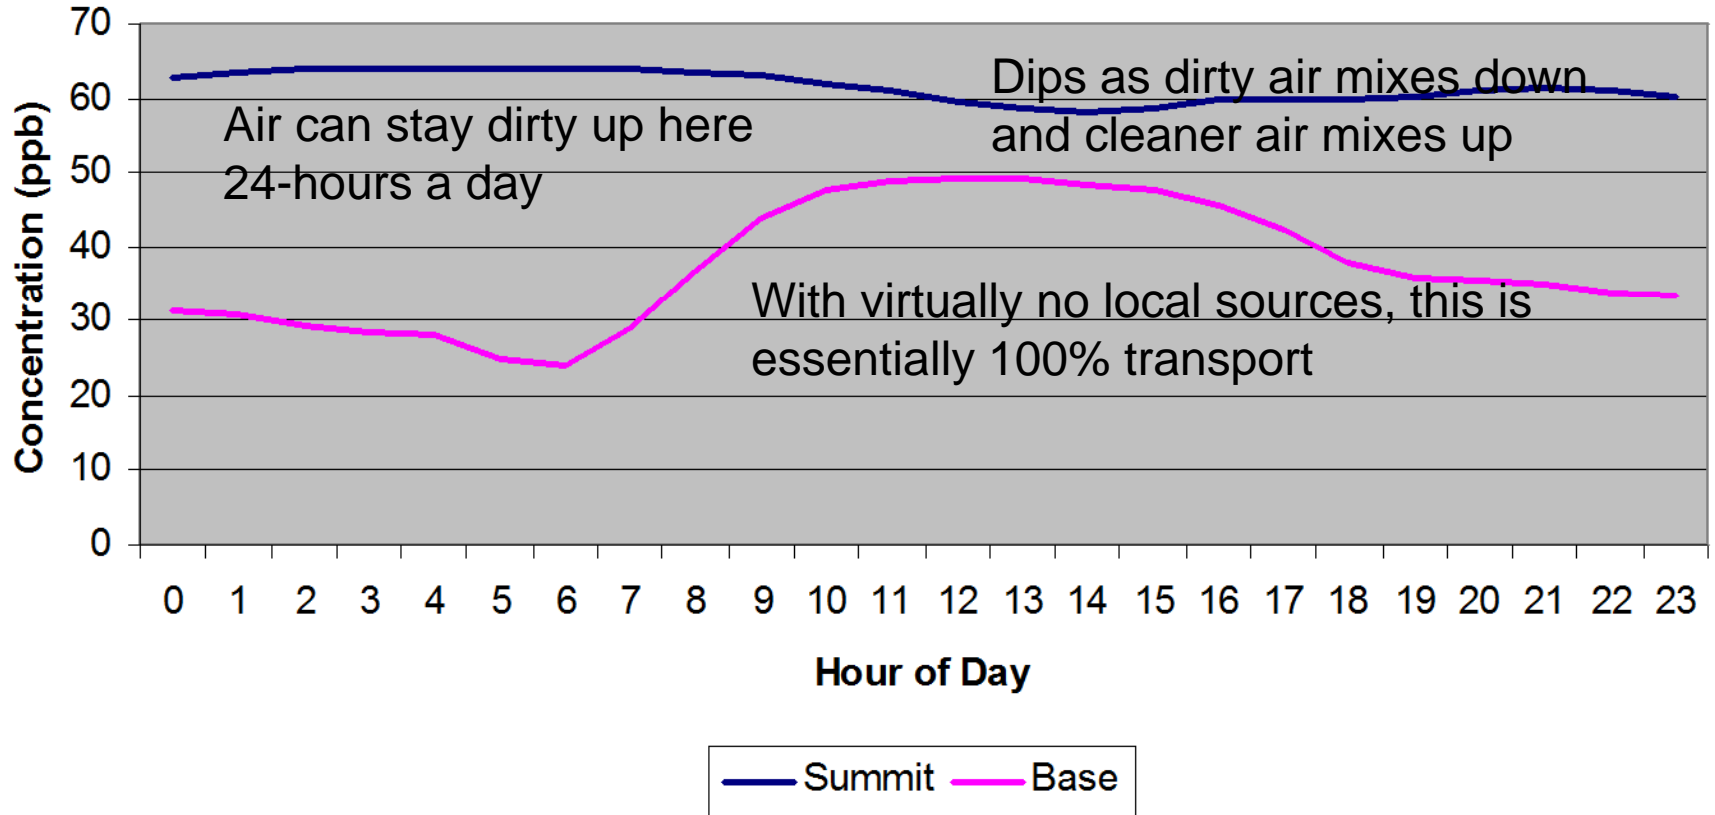 70
60
50
40
30
20
10
0
Concentration (ppb)
Air can stay dirty up here
24-hours a day
Dips as dirty air mixes down
and cleaner air mixes up
With virtually no local sources, this is
essentially 100% transport
0 1 2 3 4 5 6 7 8 9 10 11 12 13 14 15 16 17 18 19 20 21 22 23
Hour of Day
Summit Base